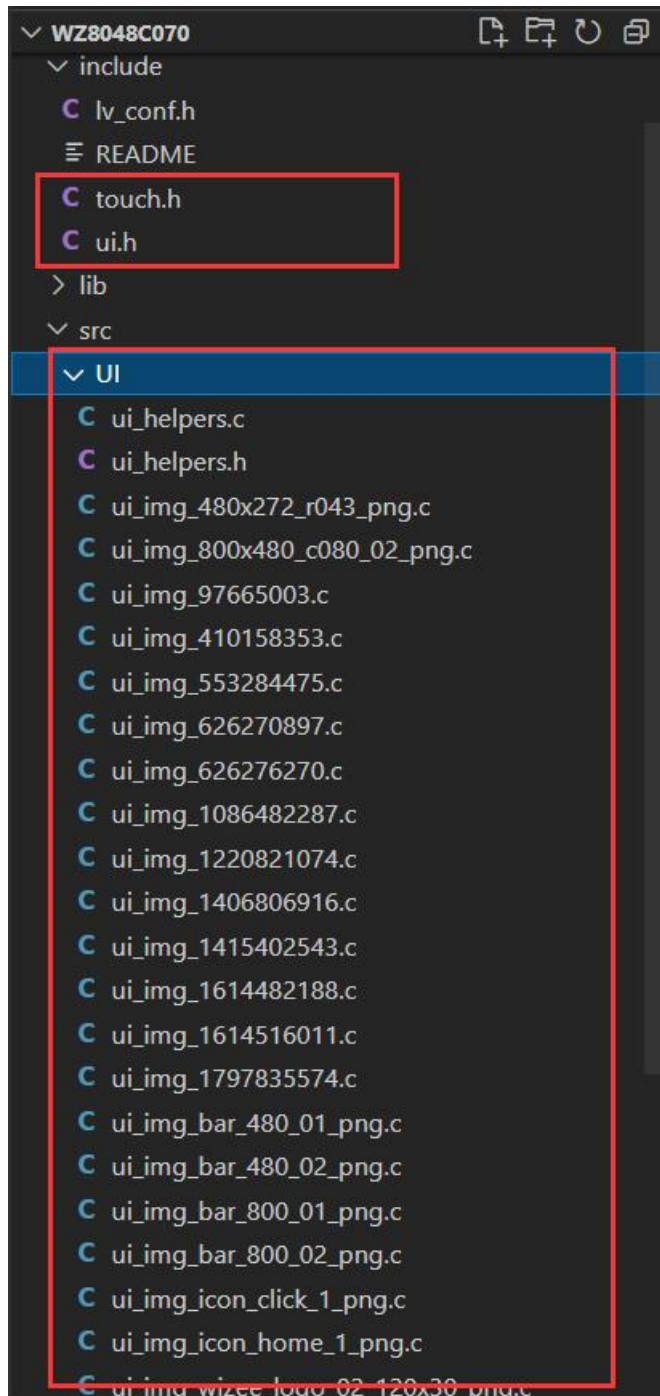 WZ8048C070
include
lv_conf.h
README
touch.h
ui.h
lib
src
UI
ui_helpers.c
ui_helpers.h
ui_img_480x272_r043_png.c
ui_img_800x480_c080_02_png.c
ui_img_97665003.c
ui_img_410158353.c
ui_img_553284475.c
ui_img_626270897.c
ui_img_626276270.c
ui_img_1086482287.c
ui_img_1220821074.c
ui_img_1406806916.c
ui_img_1415402543.c
ui_img_1614482188.c
ui_img_1614516011.c
ui_img_1797835574.c
ui_img_bar_480_01_png.c
ui_img_bar_480_02_png.c
ui_img_bar_800_01_png.c
ui_img_bar_800_02_png.c
ui_img_icon_click_1_png.c
ui_img_icon_home_1_png.c
ui_img_wizee_logo_02_120x30_png.c